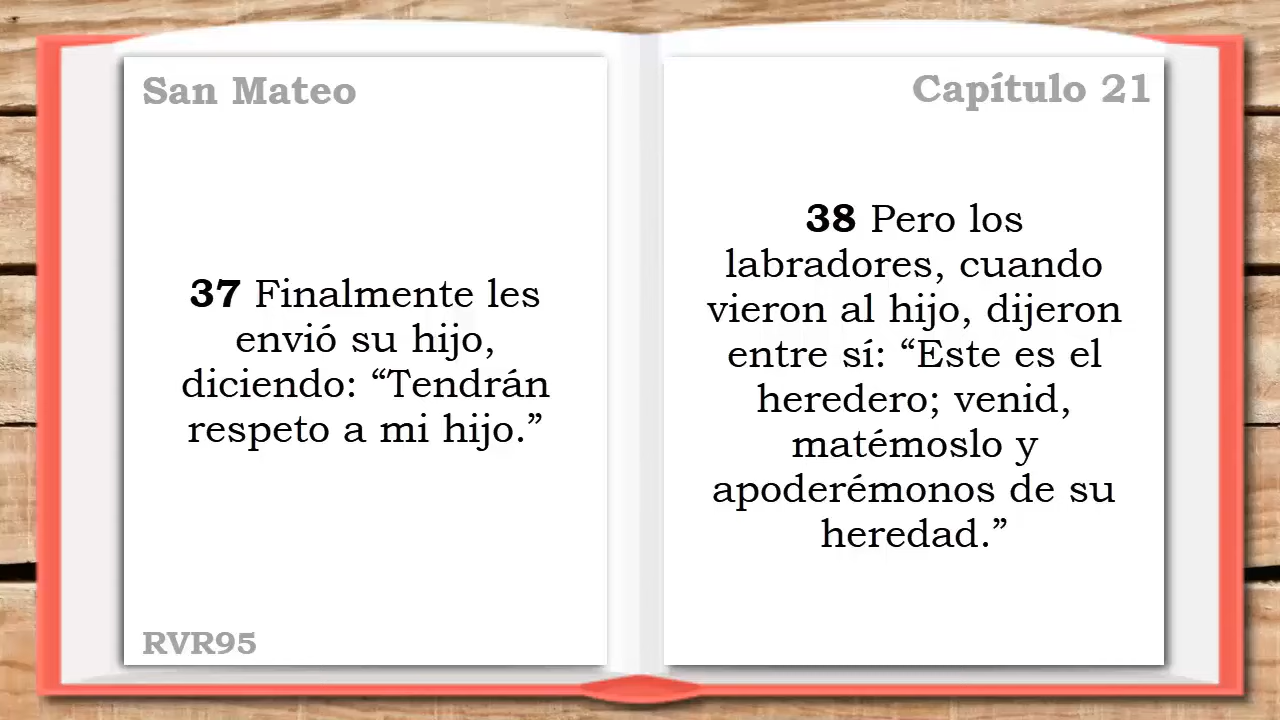 San Mateo
37 Finalmente les
envió su hijo,
diciendo: “Tendrán
respeto a mi hijo.”
RVR95
Capítulo 21
38 Pero los
labradores, cuando
vieron al hijo, dijeron
entre sí: “Este es el
heredero; venid,
matémoslo y
apoderémonos de su
heredad.”